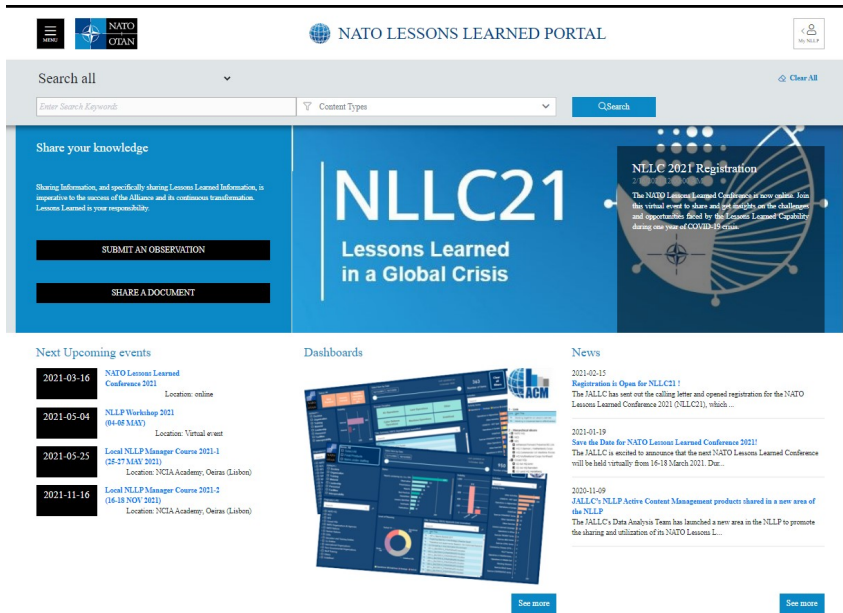 MENU
NATO
OTAN
NATO LESSONS LEARNED PORTAL
My NLLP
Search all
Clear All
Enter Search Keywords
Content Types
Search
Share your knowledge
Sharing Information, and specifically sharing Lessons Learned Information, is
imperative to the success of the Alliance and its continuous transformation.
Lessons Learned is your responsibility.
SUBMIT AN OBSERVATION
SHARE A DOCUMENT
NLLC21
Lessons Learned
in a Global Crisis
NLLC 2021 Registration
The NATO Lessons Learned Conference is now online. Join
this virtual event to share and get insights on the challenges
and opportunities faced by the Lessons Learned Capability
during one year of COVID-19 crisis.
Next Upcoming events
2021-03-16
NATO Lessons Learned
Conference 2021
Location: online
2021-05-04
NLLP Workshop 2021
(04-05 MAY)
Location: Virtual event
2021-05-25
Local NLLP Manager Course 2021-1
(25-27 MAY 2021)
Location: NCIA Academy, Oeiras (Lisbon)
2021-11-16
Local NLLP Manager Course 2021-2
(16-18 NOV 2021)
Location: NCIA Academy, Oeiras (Lisbon)
Dashboards
ACM
See more
News
2021-02-15
Registration is Open for NLLC21 !
The JALLC has sent out the calling letter and opened registration for the NATO
Lessons Learned Conference 2021 (NLLC21), which ...
2021-01-19
Save the Date for NATO Lessons Learned Conference 2021!
The JALLC is excited to announce that the next NATO Lessons Learned Conference
will be held virtually from 16-18 March 2021. Dur...
2020-11-09
JALLC's NLLP Active Content Management products shared in a new area of
the NLLP
The JALLC's Data Analysis Team has launched a new area in the NLLP to promote
the sharing and utilization of its NATO Lessons L...
See more